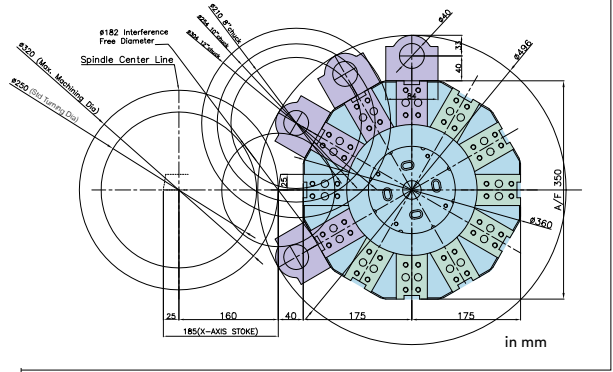 ø210 8"chuck
ø254 10"chuck
ø304 12"chuck
ø182 Interference
Free Diameter
ø320 (Max. Machining Dia)
Spindle Center Line
ø250 (Std Turning Dia)
ø40
33
40
ø496
84
25
A/F 350
ø360
25
160
40
175
175
185(X-AXIS STOKE)
in mm